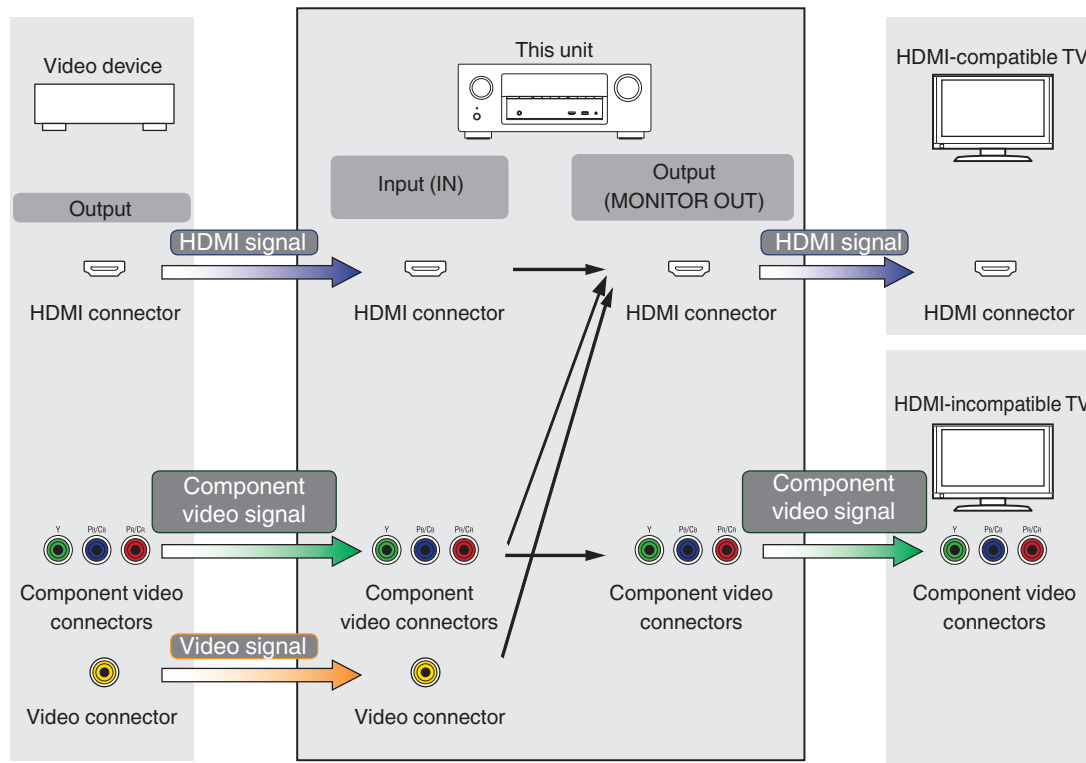 Video device
Output
HDMI signal
HDMI connector
Component
video signal
Y PB/CB PR/CR
Component video
connectors
Video signal
Video connector
This unit
Input (IN)
HDMI connector
Y PB/CB PR/CR
Component
video connectors
Video connector
Output
(MONITOR OUT)
HDMI connector
Y PB/CB PR/CR
Component video
connectors
HDMI signal
Component
video signal
HDMI-compatible TV
HDMI connector
HDMI-incompatible TV
Y PB/CB PR/CR
Component video
connectors